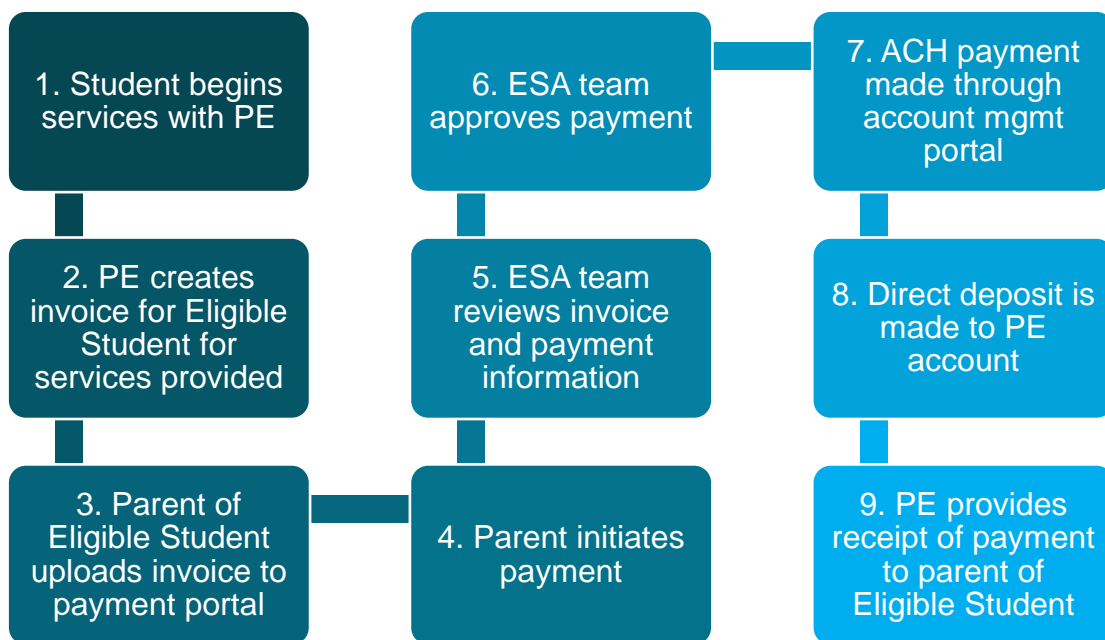 1. Student begins
services with PE
2. PE creates
invoice for Eligible
Student for
services provided
3. Parent of
Eligible Student
uploads invoice to
payment portal
4. Parent initiates
payment
5. ESA team
reviews invoice
and payment
information
6. ESA team
approves payment
7. ACH payment
made through
account mgmt
portal
8. Direct deposit is
made to PE
account
9. PE provides
receipt of payment
to parent of
Eligible Student